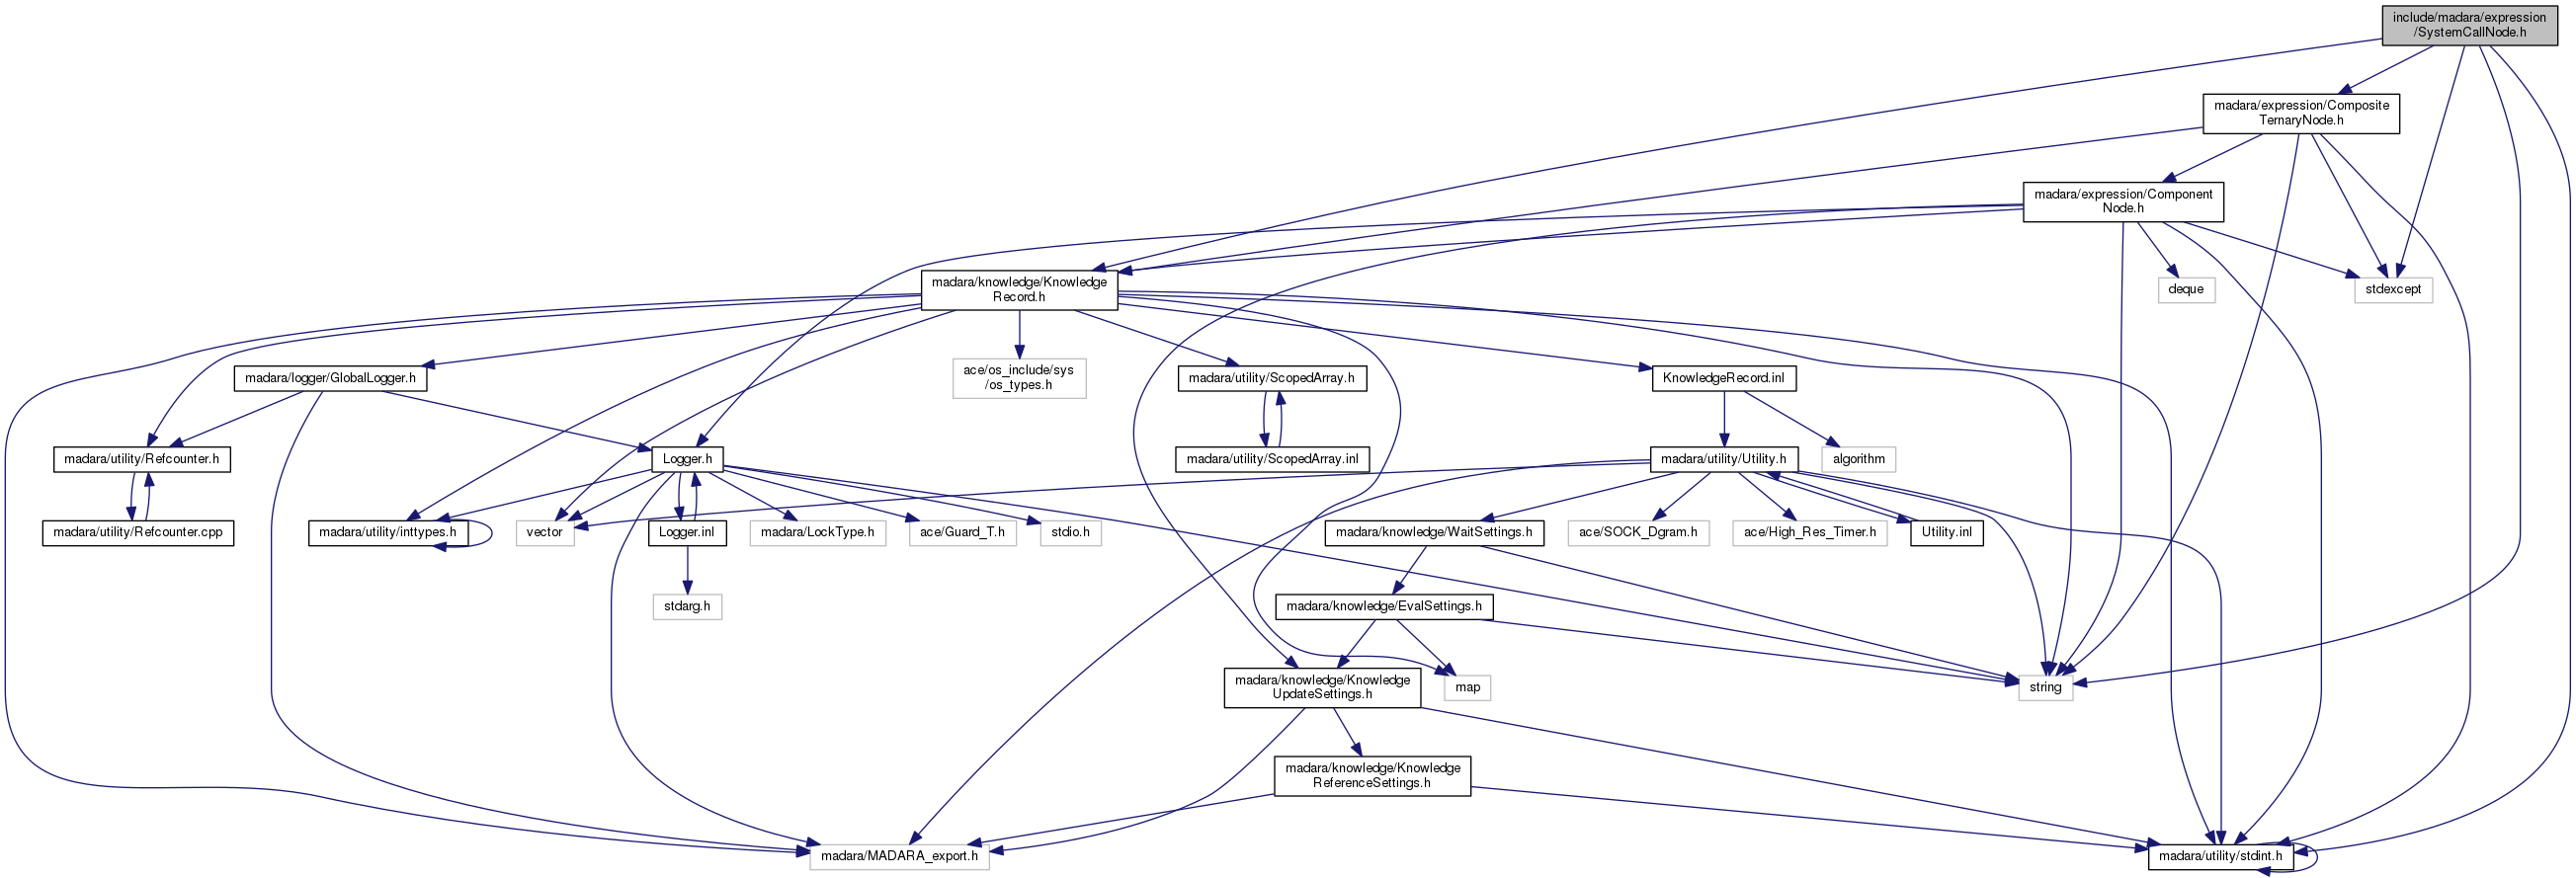 include/madara/expression
/SystemCallNode.h
madara/expression/Composite
TernaryNode.h
madara/expression/Component
Node.h
madara/knowledge/Knowledge
Record.h
deque
stdexcept
madara/logger/GlobalLogger.h
ace/os_include/sys
/os_types.h
madara/utility/ScopedArray.h
KnowledgeRecord.inl
madara/utility/Refcounter.h
Logger.h
madara/utility/ScopedArray.inl
madara/utility/Utility.h
algorithm
madara/utility/Refcounter.cpp
madara/utility/inttypes.h
vector
Logger.inl
madara/LockType.h
ace/Guard_T.h
stdio.h
madara/knowledge/WaitSettings.h
ace/SOCK_Dgram.h
ace/High_Res_Timer.h
Utility.inl
stdarg.h
madara/knowledge/EvalSettings.h
madara/knowledge/Knowledge
UpdateSettings.h
map
string
madara/knowledge/Knowledge
ReferenceSettings.h
madara/MADARA_export.h
madara/utility/stdint.h